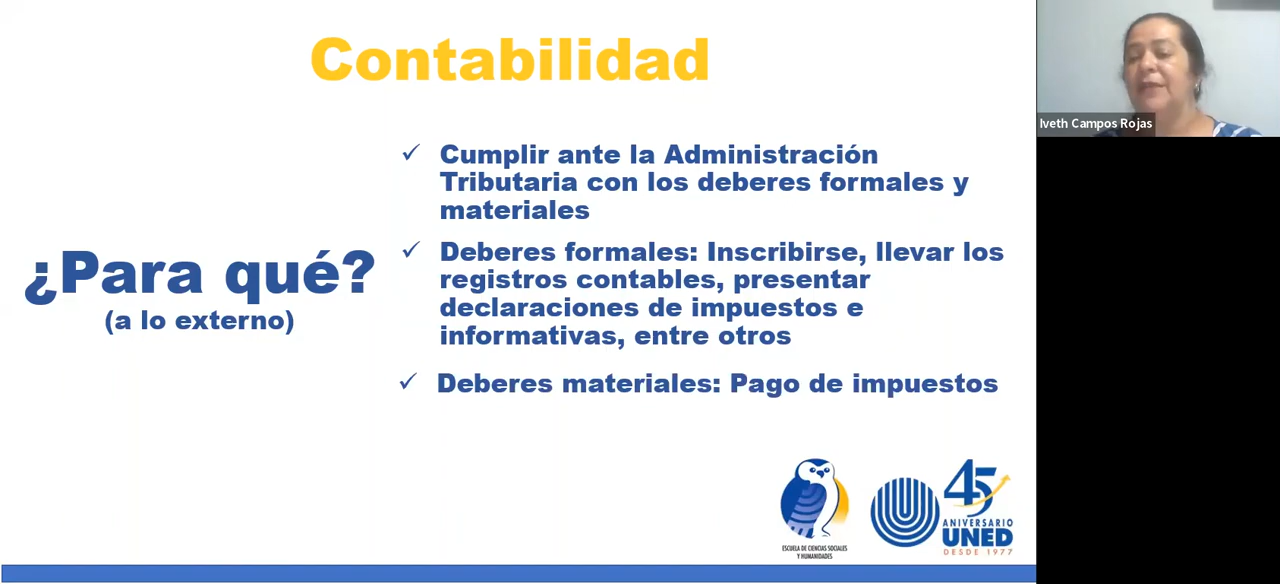 Contabilidad
Iveth Campos Rojas
✓ Cumplir ante la Administración
Tributaria con los deberes formales y
materiales
¿Para qué?
(a lo externo)
✓ Deberes formales: Inscribirse, llevar los
registros contables, presentar
declaraciones de impuestos e
informativas, entre otros
✓ Deberes materiales: Pago de impuestos
ESCUELA DE CIENCIAS SOCIALES
Y HUMANIDADES
45
ANIVERSARIO
UNED
DESDE 1977